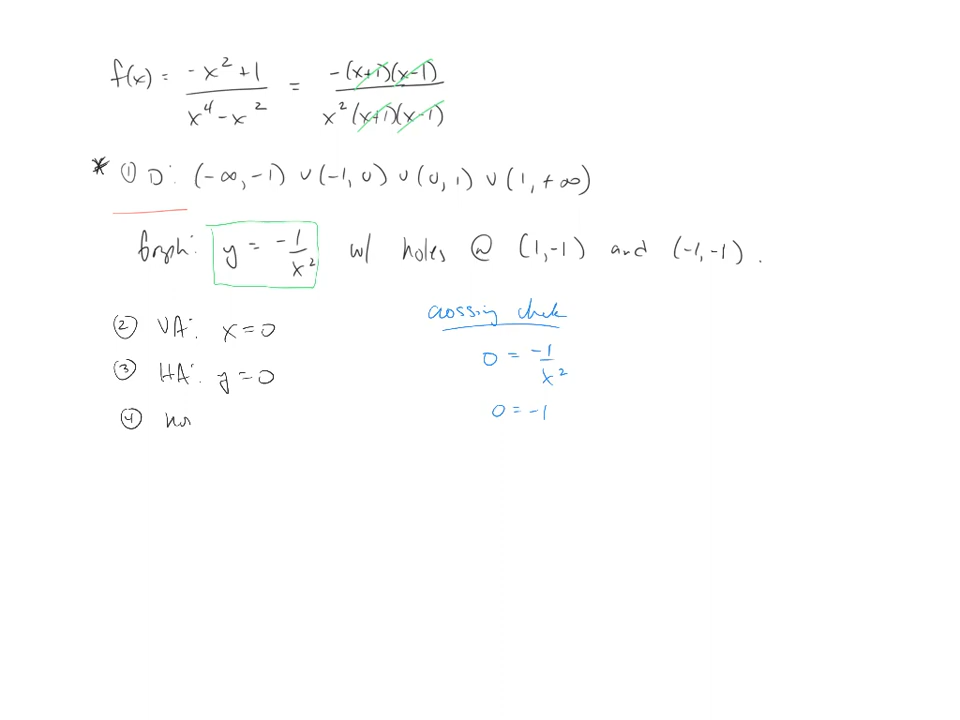 f(x) = -x²+1 / x⁴-x² = -(x+1)(x-1) / x²(x+1)(x-1)
* ① D: (-∞,-1) ∪ (-1,0) ∪ (0,1) ∪ (1,+∞)
Graph: y = -1/x² w/ holes @ (1,-1) and (-1,-1).
crossing check
② VA: x=0
0 = -1/x²
③ HA: y=0
0 = -1
④